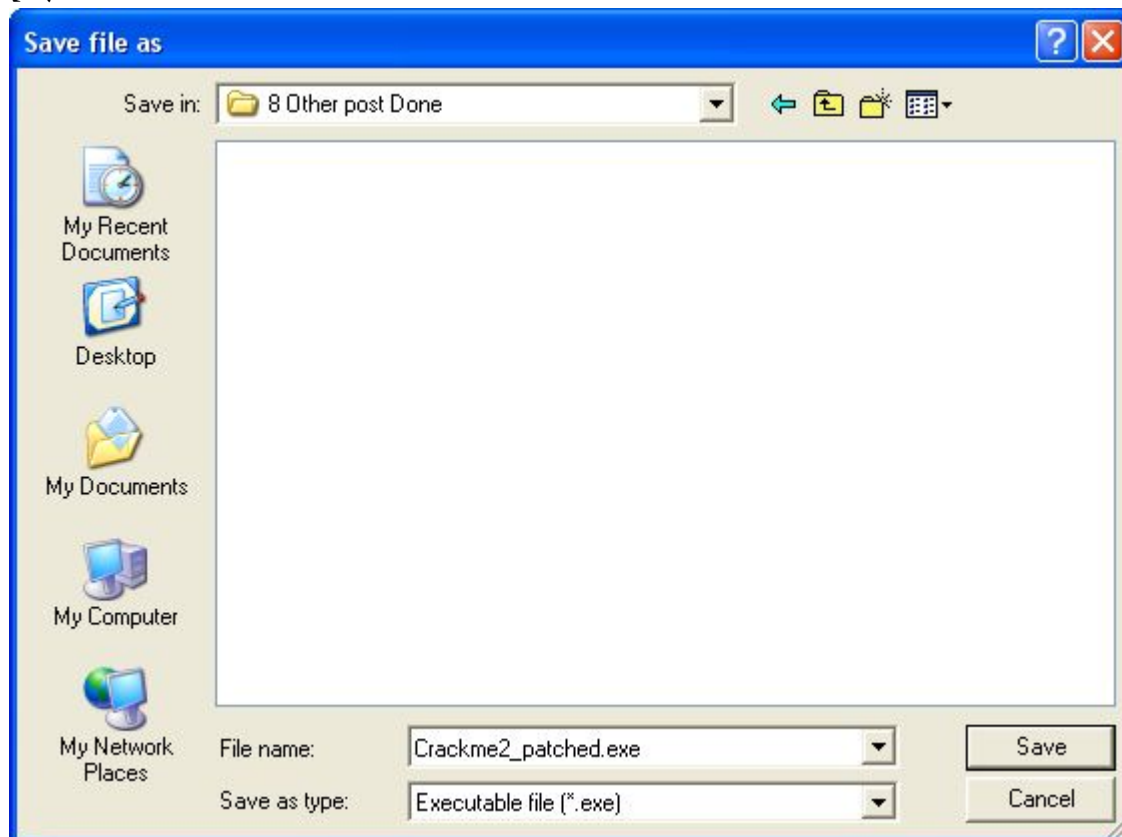 Save file as
Save in: 8 Other post Done
My Recent
Documents
Desktop
My Documents
My Computer
My Network
Places
File name: Crackme2_patched.exe Save
Save as type: Executable file (*.exe) Cancel